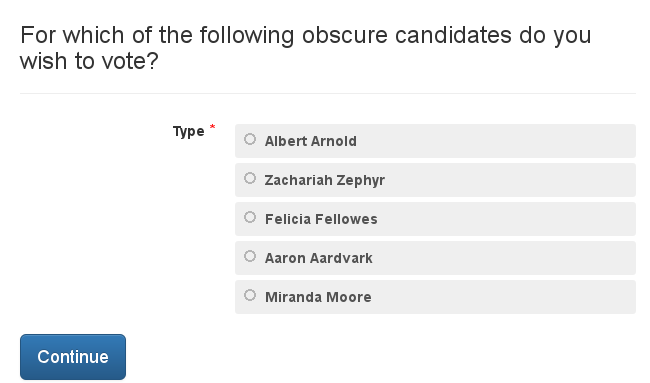 For which of the following obscure candidates do you
wish to vote?
Type *
Albert Arnold
Zachariah Zephyr
Felicia Fellowes
Aaron Aardvark
Miranda Moore
Continue